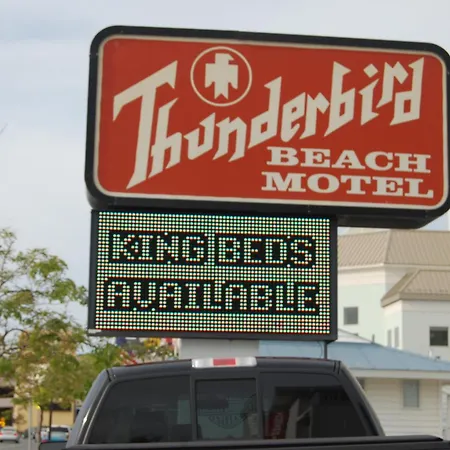 Thunderbird
BEACH
MOTEL
KING BEDS
AVAILABLE